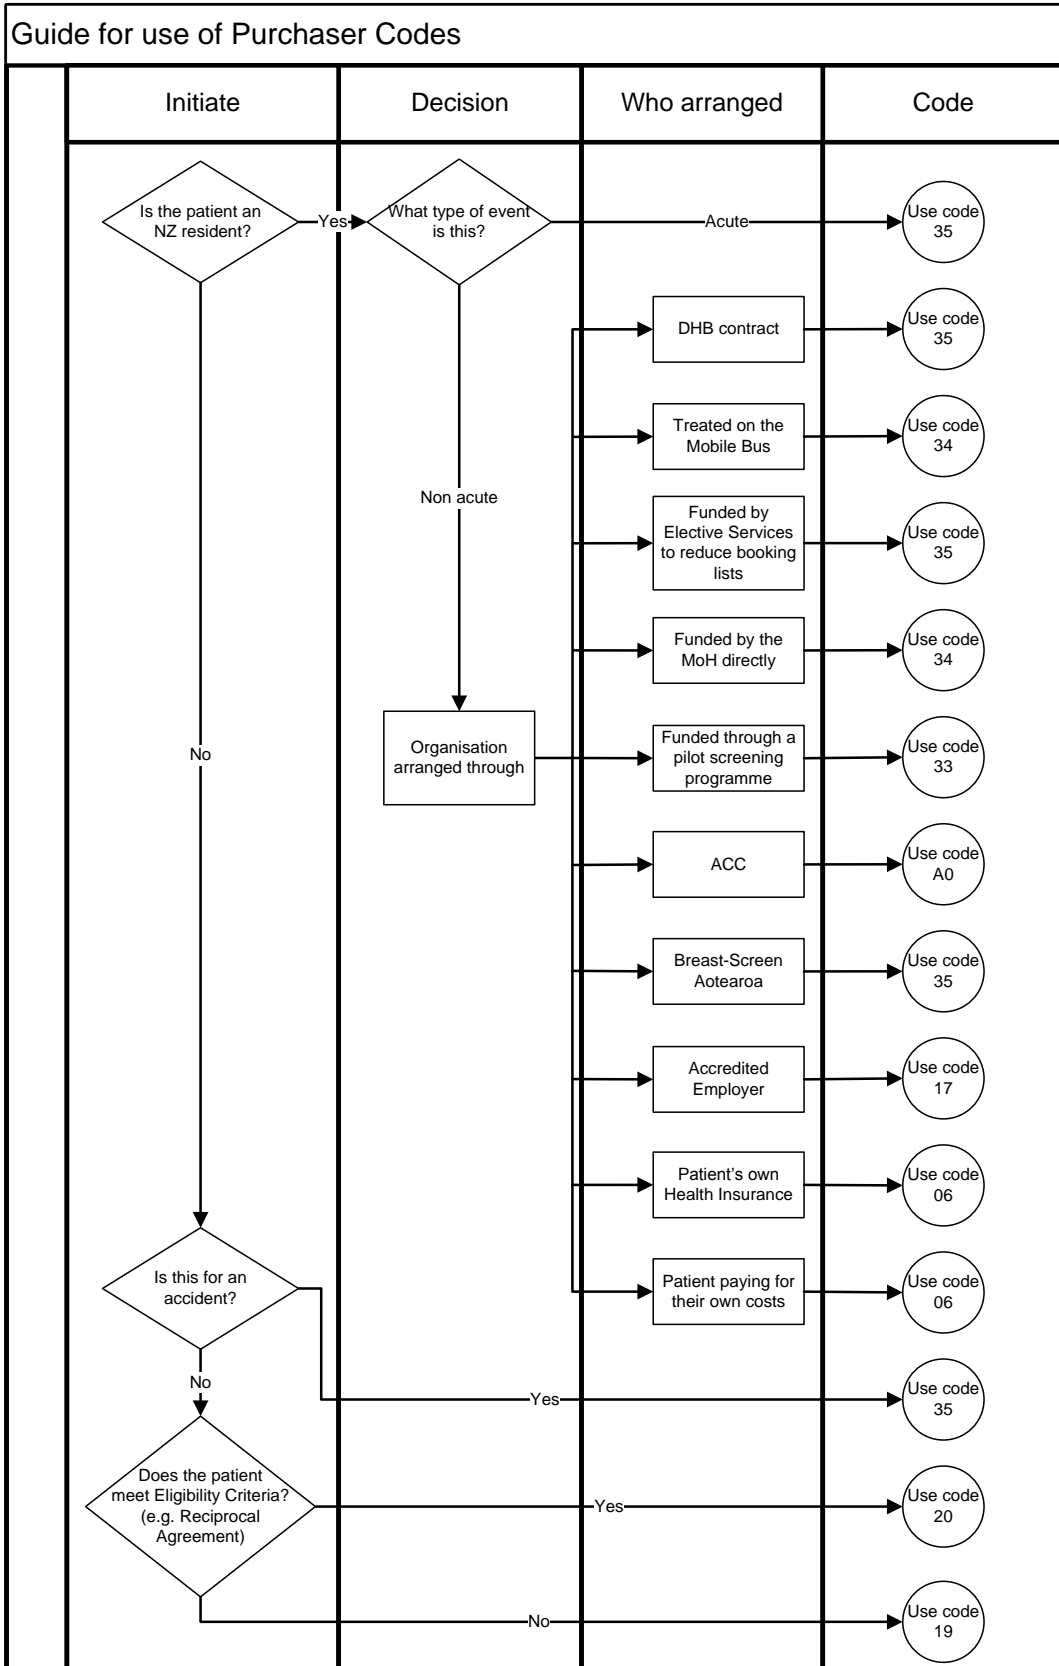 Guide for use of Purchaser Codes
Initiate
Decision
Who arranged
Code
Is the patient an
NZ resident?
Yes
What type of event
is this?
Acute
Use code
35
DHB contract
Use code
35
Treated on the
Mobile Bus
Use code
34
Non acute
Funded by
Elective Services
to reduce booking
lists
Use code
35
Funded by the
MoH directly
Use code
34
No
Organisation
arranged through
Funded through a
pilot screening
programme
Use code
33
ACC
Use code
A0
Breast-Screen
Aotearoa
Use code
35
Accredited
Employer
Use code
17
Patient's own
Health Insurance
Use code
06
Is this for an
accident?
Patient paying for
their own costs
Use code
06
No
Yes
Use code
35
Does the patient
meet Eligibility Criteria?
(e.g. Reciprocal
Agreement)
Yes
Use code
20
No
Use code
19